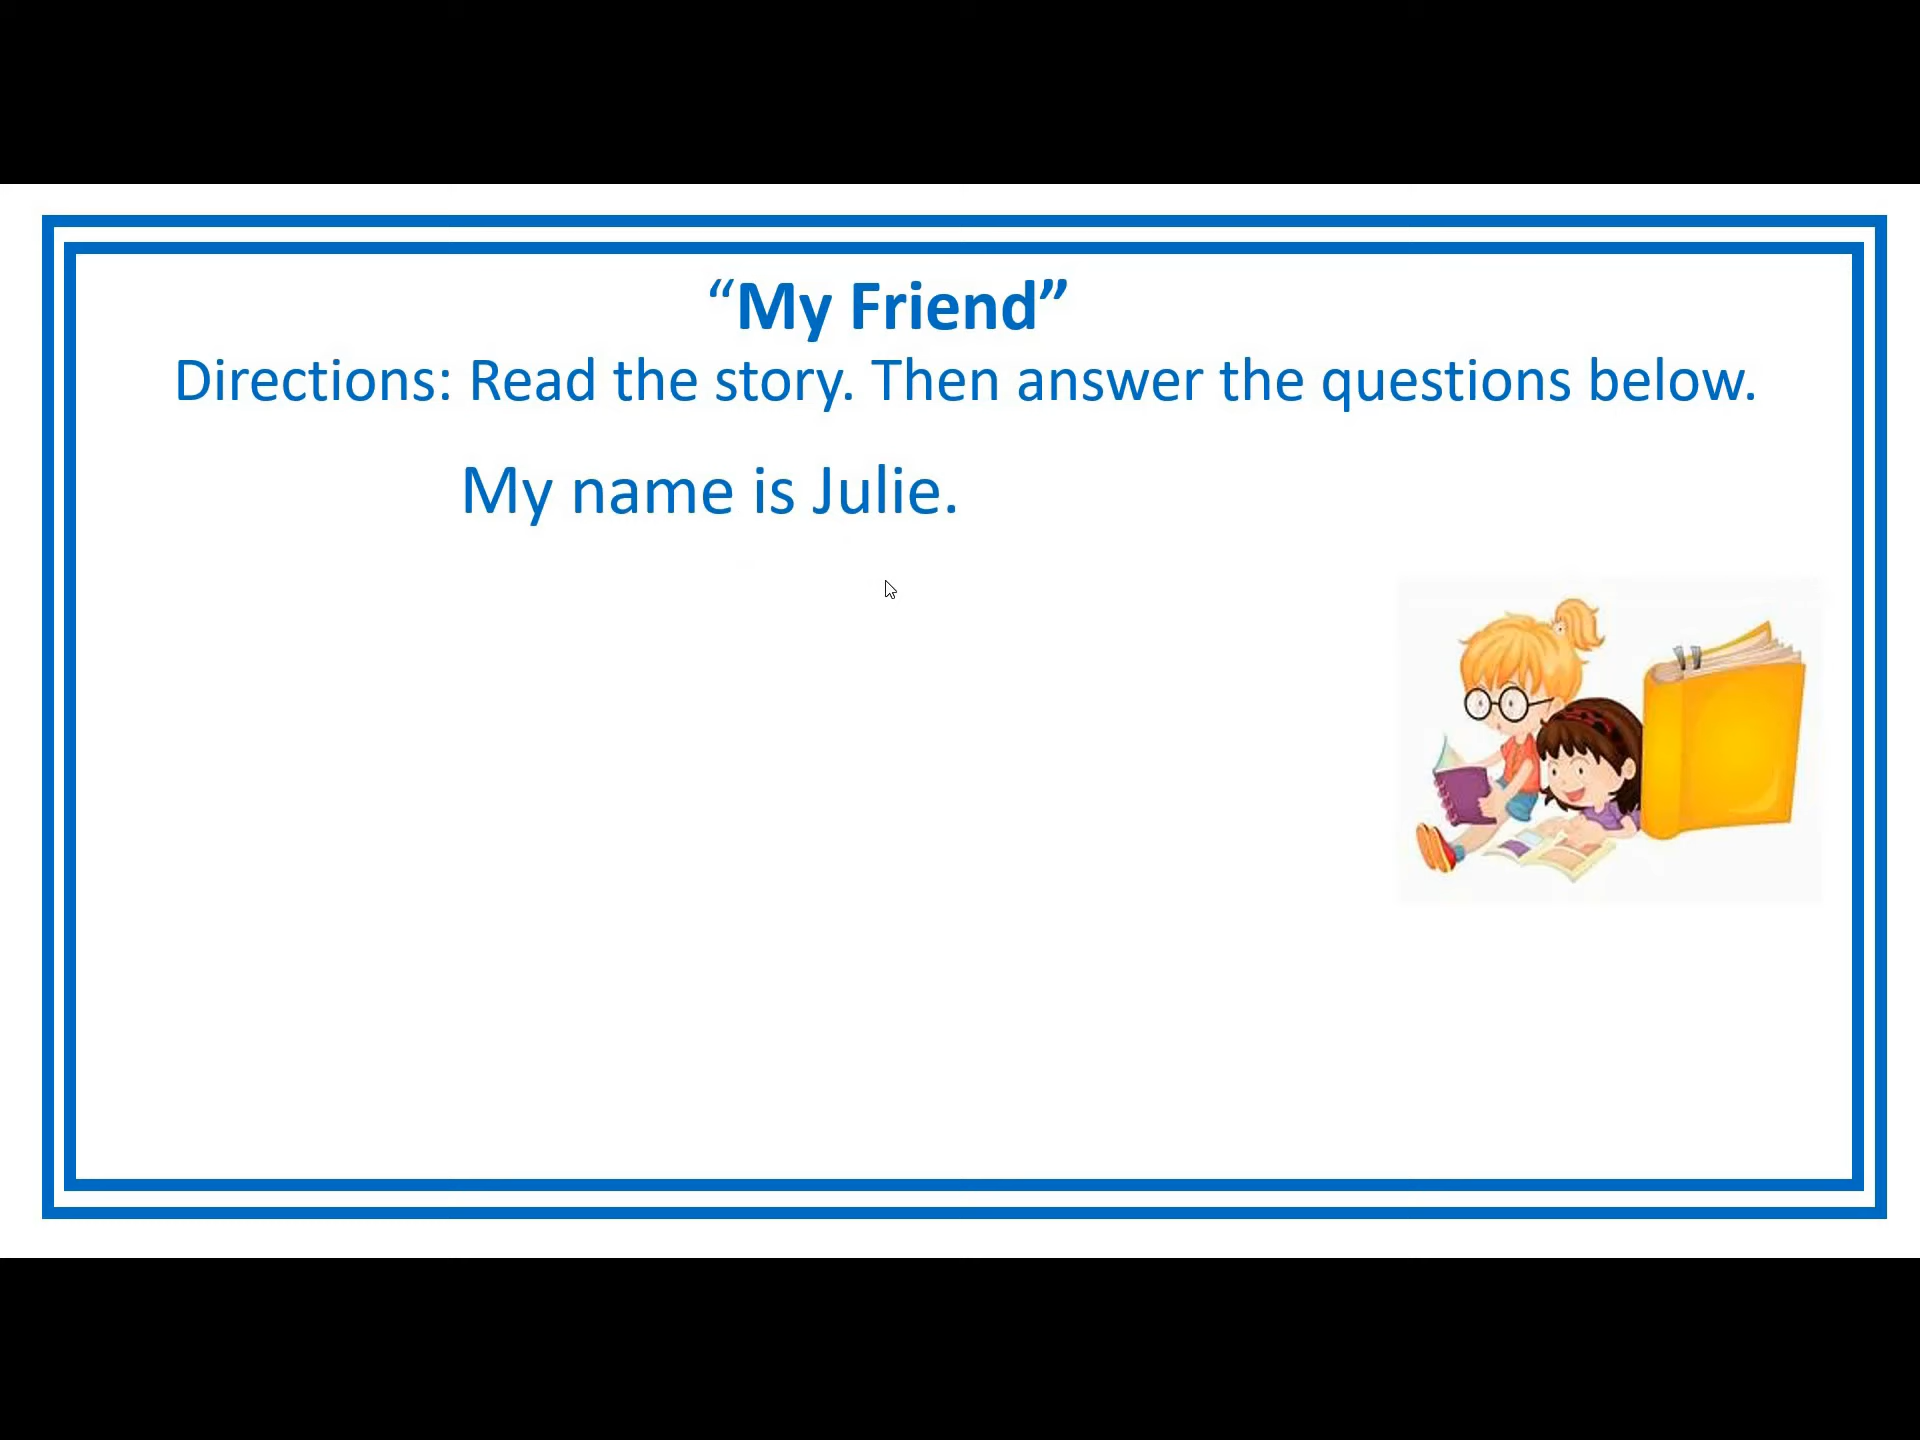 “My Friend”
Directions: Read the story. Then answer the questions below.
My name is Julie.